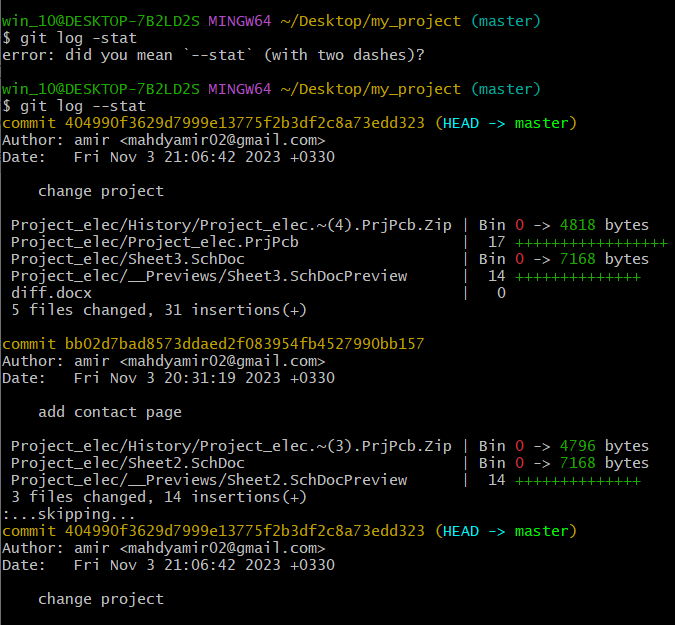 win_10@DESKTOP-7B2LD2S MINGW64 ~/Desktop/my_project (master)
$ git log -stat
error: did you mean `--stat` (with two dashes)?
win_10@DESKTOP-7B2LD2S MINGW64 ~/Desktop/my_project (master)
$ git log --stat
commit 404990f3629d7999e13775f2b3df2c8a73edd323 (HEAD -> master)
Author: amir <mahdyamir02@gmail.com>
Date:   Fri Nov 3 21:06:42 2023 +0330
    change project
 Project_elec/History/Project_elec.~(4).PrjPcb.Zip | Bin 0 -> 4818 bytes
 Project_elec/Project_elec.PrjPcb                  |  17 +++++++++++++++++
 Project_elec/Sheet3.SchDoc                        | Bin 0 -> 7168 bytes
 Project_elec/__Previews/Sheet3.SchDocPreview      |  14 ++++++++++++++
 diff.docx                                         |   0
 5 files changed, 31 insertions(+)
commit bb02d7bad8573ddaed2f083954fb4527990bb157
Author: amir <mahdyamir02@gmail.com>
Date:   Fri Nov 3 20:31:19 2023 +0330
    add contact page
 Project_elec/History/Project_elec.~(3).PrjPcb.Zip | Bin 0 -> 4796 bytes
 Project_elec/Sheet2.SchDoc                        | Bin 0 -> 7168 bytes
 Project_elec/__Previews/Sheet2.SchDocPreview      |  14 ++++++++++++++
 3 files changed, 14 insertions(+)
:...skipping...
commit 404990f3629d7999e13775f2b3df2c8a73edd323 (HEAD -> master)
Author: amir <mahdyamir02@gmail.com>
Date:   Fri Nov 3 21:06:42 2023 +0330
    change project